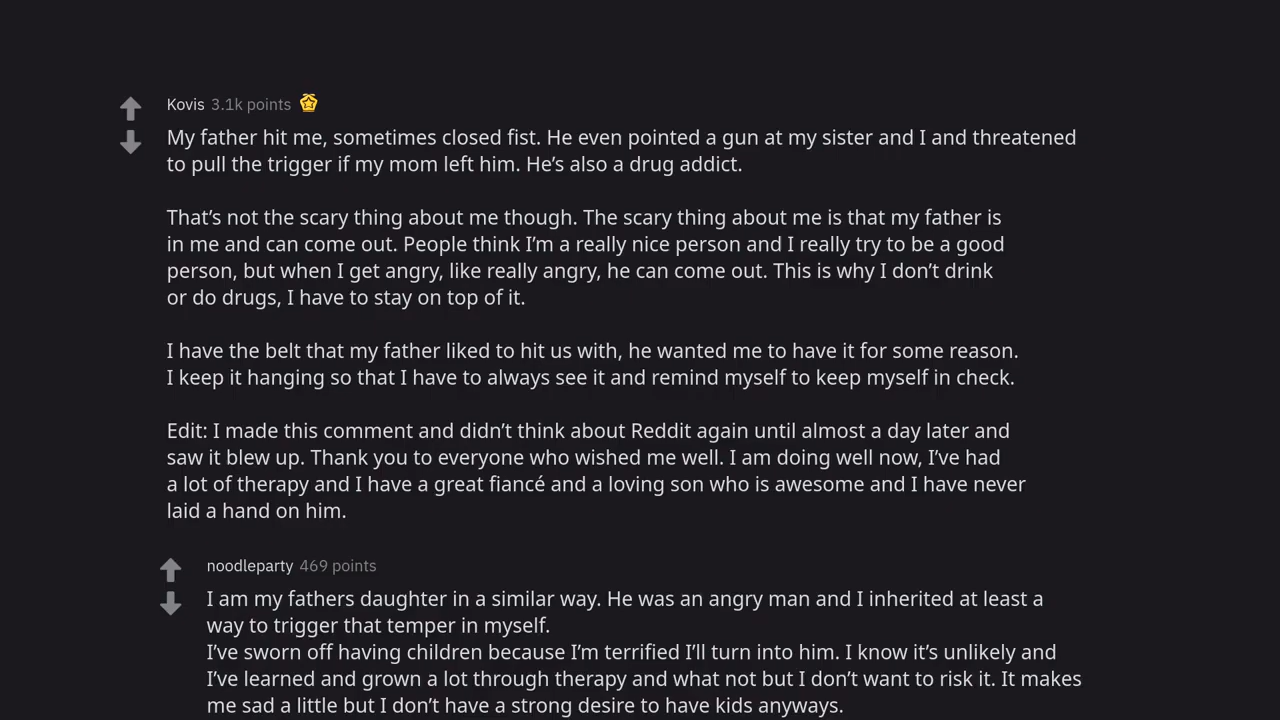 Kovis 3.1k points
My father hit me, sometimes closed fist. He even pointed a gun at my sister and I and threatened
to pull the trigger if my mom left him. He’s also a drug addict.
That’s not the scary thing about me though. The scary thing about me is that my father is
in me and can come out. People think I’m a really nice person and I really try to be a good
person, but when I get angry, like really angry, he can come out. This is why I don’t drink
or do drugs, I have to stay on top of it.
I have the belt that my father liked to hit us with, he wanted me to have it for some reason.
I keep it hanging so that I have to always see it and remind myself to keep myself in check.
Edit: I made this comment and didn’t think about Reddit again until almost a day later and
saw it blew up. Thank you to everyone who wished me well. I am doing well now, I’ve had
a lot of therapy and I have a great fiancé and a loving son who is awesome and I have never
laid a hand on him.
noodleparty 469 points
I am my fathers daughter in a similar way. He was an angry man and I inherited at least a
way to trigger that temper in myself.
I’ve sworn off having children because I’m terrified I’ll turn into him. I know it’s unlikely and
I’ve learned and grown a lot through therapy and what not but I don’t want to risk it. It makes
me sad a little but I don’t have a strong desire to have kids anyways.